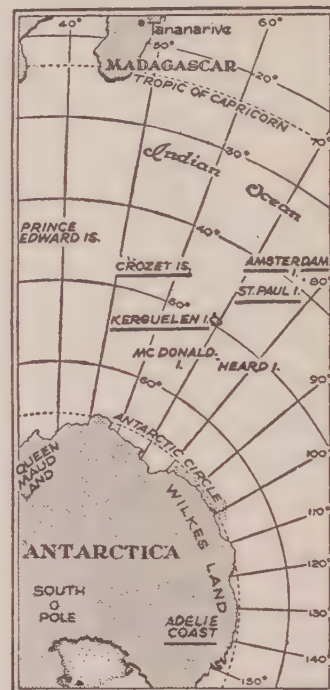 40°
60°
Tananarive
50°
MADAGASCAR
20°
TROPIC OF CAPRICORN
70°
Indian
30°
Ocean
PRINCE
EDWARD IS.
40°
CROZET IS.
AMSTERDAM
I.
ST. PAUL I.
80°
KERGUELEN I.
50°
MC DONALD
I.
HEARD I.
60°
90°
QUEEN
MAUD
LAND
ANTARCTIC CIRCLE
100°
WILKES LAND
110°
ANTARCTICA
120°
SOUTH
POLE
130°
ADELIE
COAST
140°
150°